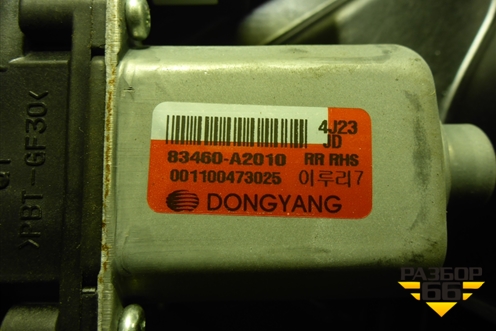 4J23
JD
83460-A2010 RR RHS
001100473025 이루리7
DONGYANG
>PBT-GF30<
РАЗБОР
66